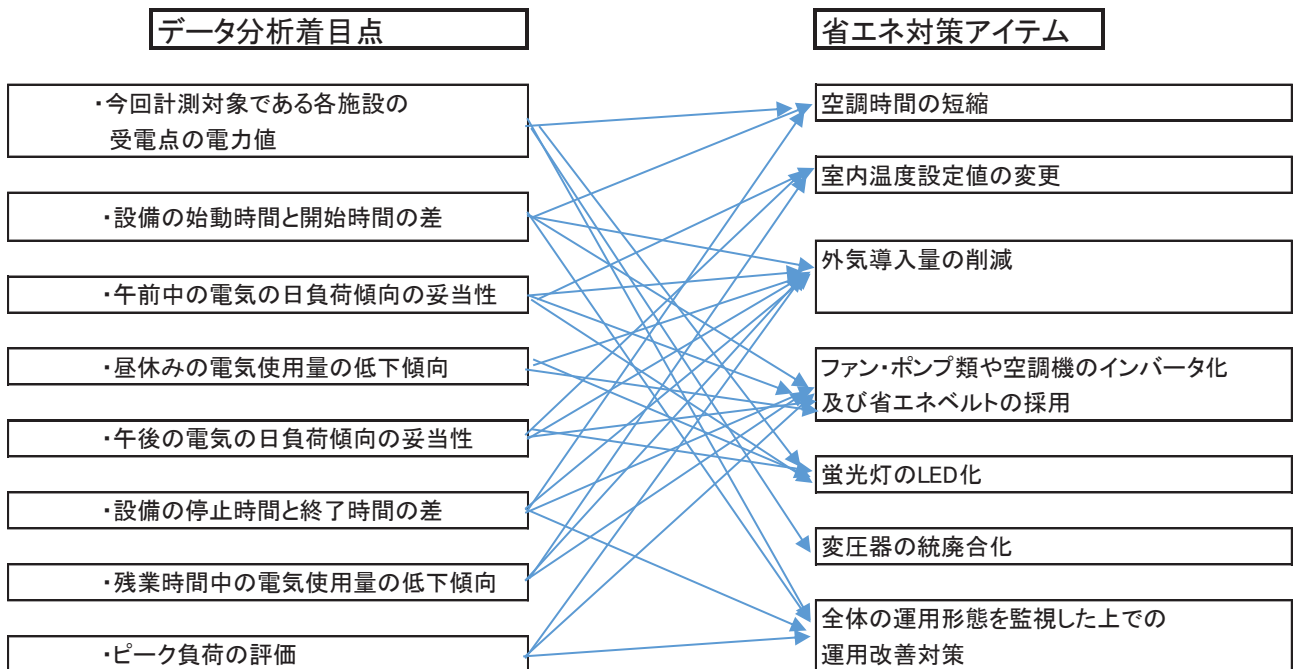 データ分析着目点
・今回計測対象である各施設の
受電点の電力値
・設備の始動時間と開始時間の差
・午前中の電気の日負荷傾向の妥当性
・昼休みの電気使用量の低下傾向
・午後の電気の日負荷傾向の妥当性
・設備の停止時間と終了時間の差
・残業時間中の電気使用量の低下傾向
・ピーク負荷の評価
省エネ対策アイテム
空調時間の短縮
室内温度設定値の変更
外気導入量の削減
ファン・ポンプ類や空調機のインバータ化
及び省エネベルトの採用
蛍光灯のLED化
変圧器の統廃合化
全体の運用形態を監視した上での
運用改善対策